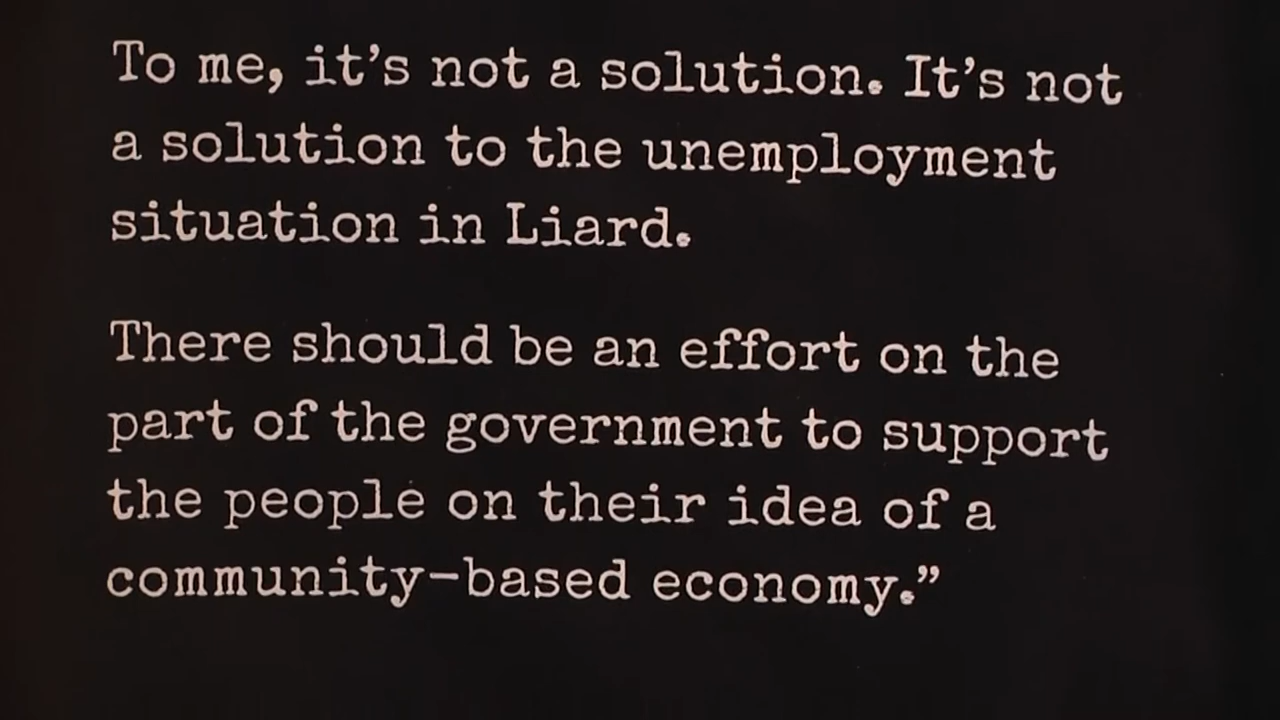 To me, it’s not a solution. It’s not
a solution to the unemployment
situation in Liard.
There should be an effort on the
part of the government to support
the people on their idea of a
community-based economy.”